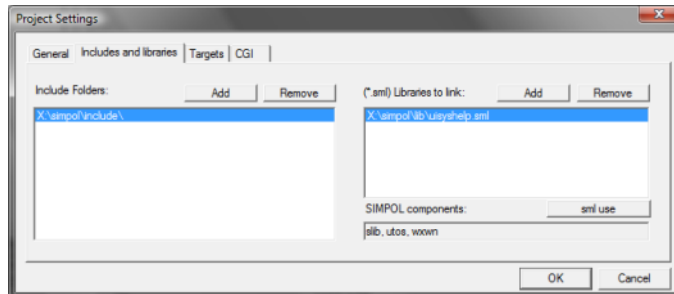 Project Settings
General Includes and libraries Targets CGI
Include Folders: Add Remove
X:\simpol\include\
(*.sml) Libraries to link: Add Remove
X:\simpol\lib\uisyshelp.sml
SIMPOL components: sml use
slib, utos, wxwn
OK Cancel